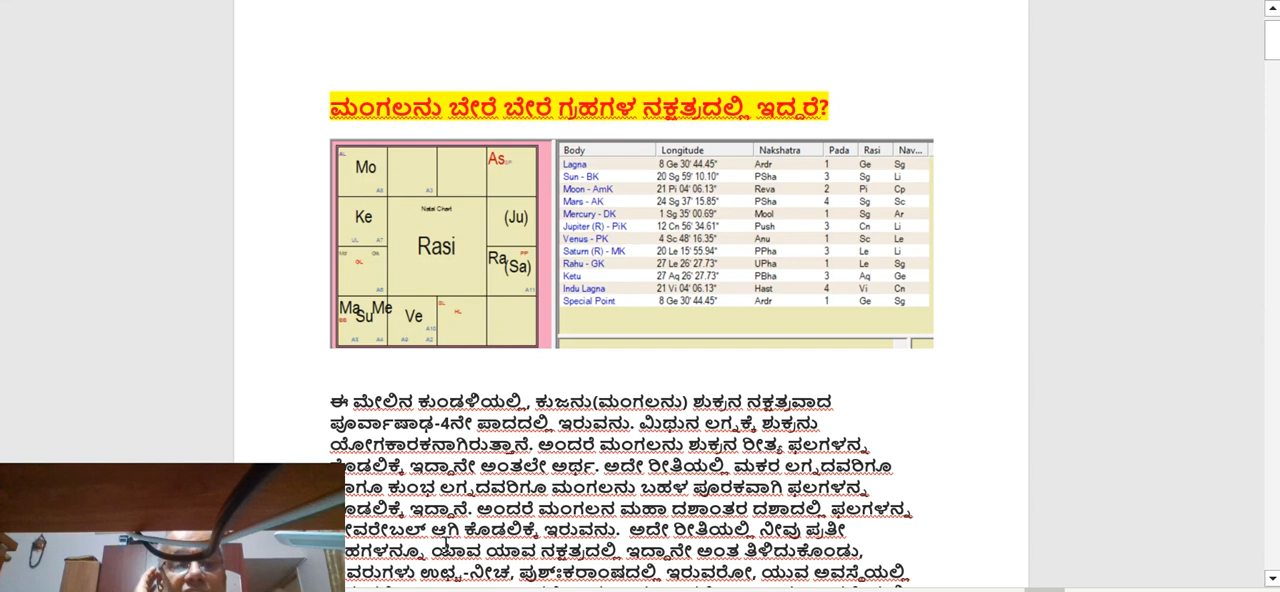 ಮಂಗಲನು ಬೇರೆ ಬೇರೆ ಗ್ರಹಗಳ ನಕ್ಷತ್ರದಲ್ಲಿ ಇದ್ದರೆ?
Mo
As
Ke
Natal Chart
Rasi
(Ju)
Ra
(Sa)
Ma
Su
Me
Ve
Body Longitude Nakshatra Pada Rasi Nav...
Lagna 8 Ge 30' 44.45" Ardr 1 Ge Sg
Sun - BK 20 Sg 59' 10.10" PSha 3 Sg Li
Moon - AmK 21 Pi 04' 06.13" Reva 2 Pi Cp
Mars - AK 24 Sg 37' 15.85" PSha 4 Sg Sc
Mercury - DK 1 Sg 35' 00.69" Mool 1 Sg Ar
Jupiter (R) - PiK 12 Cn 56' 34.61" Push 3 Cn Li
Venus - PK 4 Sc 48' 16.35" Anu 1 Sc Le
Saturn (R) - MK 20 Le 15' 55.94" PPha 3 Le Li
Rahu - GK 27 Le 26' 27.73" UPha 1 Le Sg
Ketu 27 Aq 26' 27.73" PBha 3 Aq Ge
Indu Lagna 21 Vi 04' 06.13" Hast 4 Vi Cn
Special Point 8 Ge 30' 44.45" Ardr 1 Ge Sg
ಈ ಮೇಲಿನ ಕುಂಡಳಿಯಲ್ಲಿ, ಕುಜನು(ಮಂಗಲನು) ಶುಕ್ರನ ನಕ್ಷತ್ರವಾದ
ಪೂರ್ವಾಷಾಢ-4ನೇ ಪಾದದಲ್ಲಿ ಇರುವನು. ಮಿಥುನ ಲಗ್ನಕ್ಕೆ ಶುಕ್ರನು
ಯೋಗಕಾರಕನಾಗಿರುತ್ತಾನೆ. ಅಂದರೆ ಮಂಗಲನು ಶುಕ್ರನ ರೀತ್ಯ ಫಲಗಳನ್ನು
ಇದ್ದಾನೇ ಅಂತಲೇ ಅರ್ಥ. ಅದೇ ರೀತಿಯಲ್ಲಿ ಮಕರ ಲಗ್ನದವರಿಗೂ
ಕುಂಭ ಲಗ್ನದವರಿಗೂ ಮಂಗಲನು ಬಹಳ ಪೂರಕವಾಗಿ ಫಲಗಳನ್ನು
ಇದ್ದಾನೆ. ಅಂದರೆ ಮಂಗಲನ ಮಹಾ ದಶಾಂತರ ದಶಾದಲ್ಲಿ ಫಲಗಳನ್ನು
ಆಗಿ ಕೊಡಲಿಕ್ಕೆ ಇರುವನು. ಅದೇ ರೀತಿಯಲ್ಲಿ ನೀವು ಪ್ರತೀ
ಯಾವ ಯಾವ ನಕ್ಷತ್ರದಲ್ಲಿ ಇದ್ದಾನೇ ಅಂತ ತಿಳಿದುಕೊಂಡು,
ಉಚ್ಚ-ನೀಚ, ಪುಶ್ಃಕರಾಂಷದಲ್ಲಿ ಇರುವರೋ, ಯುವ ಅವಸ್ಥೆಯಲ್ಲಿ